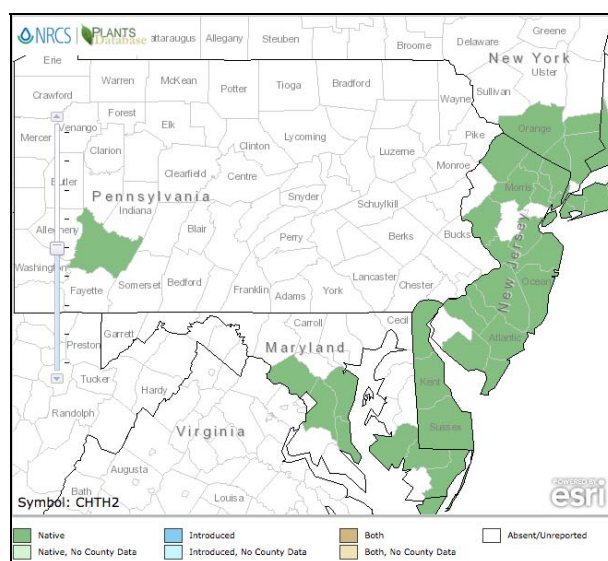 NRCS PLANTS Database
attaraugus Allegany Steuben Broome Delaware Greene
Erie New York Ulster
Warren McKean Potter Tioga Bradford Sullivan
Crawford Wayne
Forest Orange
Mercer Venango Elk Lycoming Pike
Clarion Clinton Luzerne Monroe
Butler Clearfield Centre Morris
Pennsylvania Snyder
Indiana Schuylkill
Allegheny Blair Perry Berks Bucks New Jersey
Washington Lancaster Ocean
Fayette Somerset Bedford Franklin Adams York Chester
Garrett Carroll Cecil Atlantic
Preston Maryland
Tucker Hardy Kent
Randolph Virginia Sussex
Augusta
Bath Louisa
Symbol: CHTH2
POWERED BY
esri
Native Introduced Both Absent/Unreported
Native, No County Data Introduced, No County Data Both, No County Data